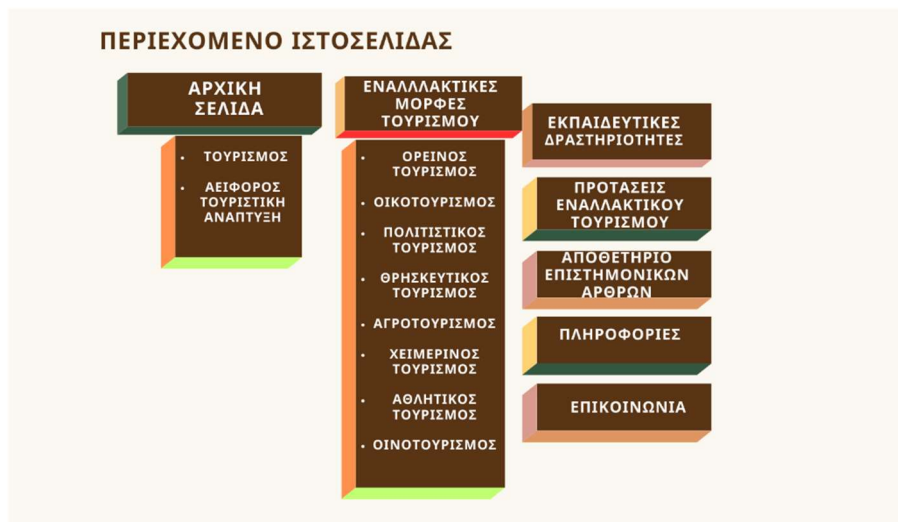 ΠΕΡΙΕΧΟΜΕΝΟ ΙΣΤΟΣΕΛΙΔΑΣ
ΑΡΧΙΚΗ
ΣΕΛΙΔΑ
• ΤΟΥΡΙΣΜΟΣ
• ΑΕΙΦΟΡΟΣ
ΤΟΥΡΙΣΤΙΚΗ
ΑΝΑΠΤΥΞΗ
ΕΝΑΛΛΛΑΚΤΙΚΕΣ
ΜΟΡΦΕΣ
ΤΟΥΡΙΣΜΟΥ
• ΟΡΕΙΝΟΣ
ΤΟΥΡΙΣΜΟΣ
• ΟΙΚΟΤΟΥΡΙΣΜΟΣ
• ΠΟΛΙΤΙΣΤΙΚΟΣ
ΤΟΥΡΙΣΜΟΣ
• ΘΡΗΣΚΕΥΤΙΚΟΣ
ΤΟΥΡΙΣΜΟΣ
• ΑΓΡΟΤΟΥΡΙΣΜΟΣ
• ΧΕΙΜΕΡΙΝΟΣ
ΤΟΥΡΙΣΜΟΣ
• ΑΘΛΗΤΙΚΟΣ
ΤΟΥΡΙΣΜΟΣ
• ΟΙΝΟΤΟΥΡΙΣΜΟΣ
ΕΚΠΑΙΔΕΥΤΙΚΕΣ
ΔΡΑΣΤΗΡΙΟΤΗΤΕΣ
ΠΡΟΤΑΣΕΙΣ
ΕΝΑΛΛΑΚΤΙΚΟΥ
ΤΟΥΡΙΣΜΟΥ
ΑΠΟΘΕΤΗΡΙΟ
ΕΠΙΣΤΗΜΟΝΙΚΩΝ
ΑΡΘΡΩΝ
ΠΛΗΡΟΦΟΡΙΕΣ
ΕΠΙΚΟΙΝΩΝΙΑ